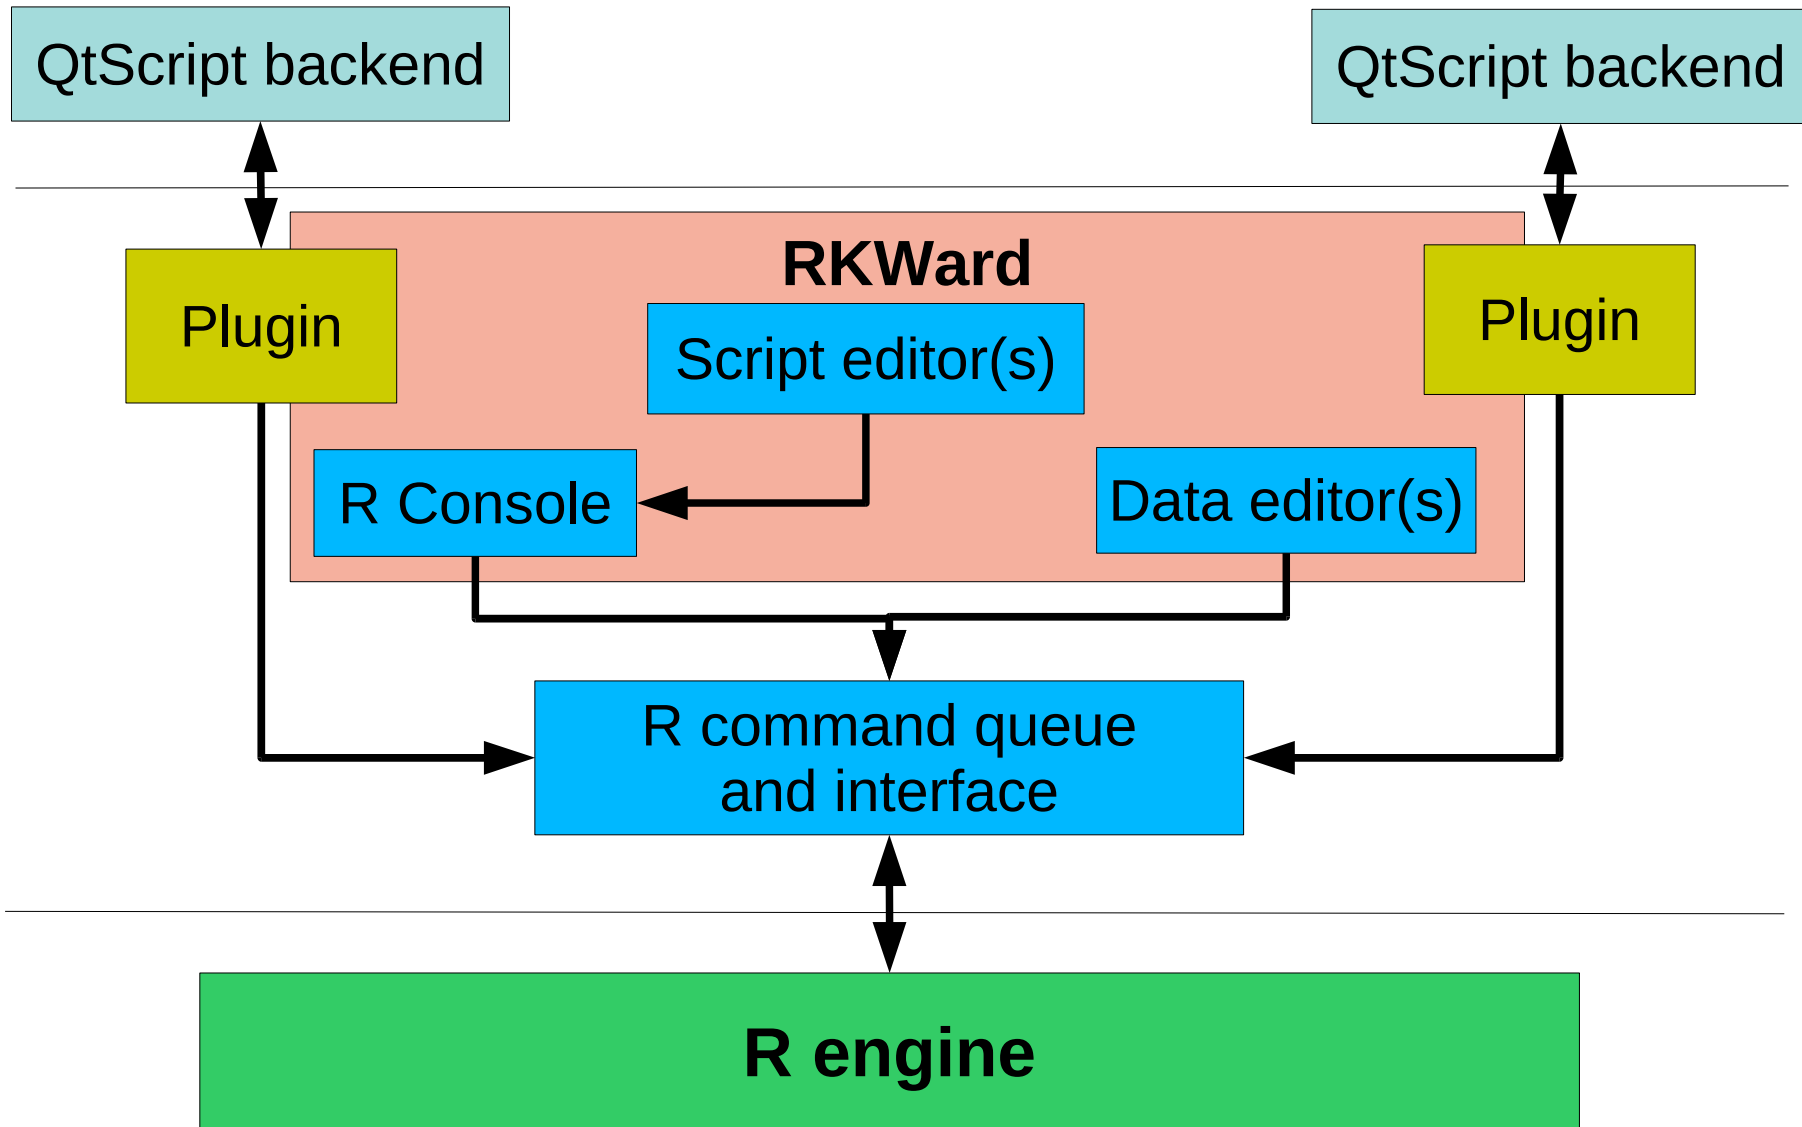 QtScript backend
QtScript backend
RKWard
Plugin
Plugin
Script editor(s)
R Console
Data editor(s)
R command queue
and interface
R engine